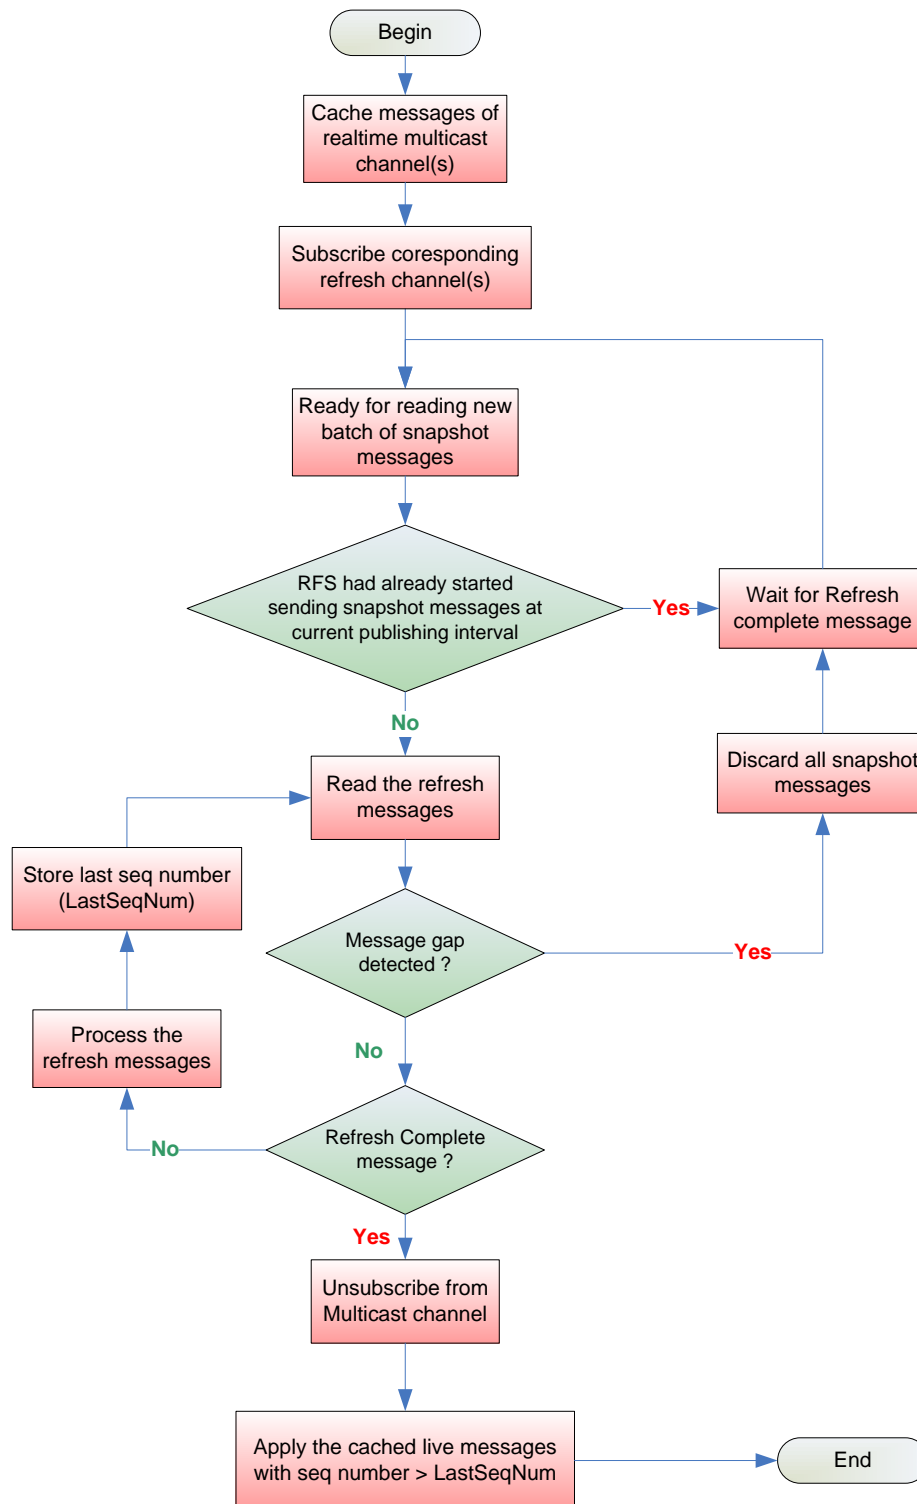 Begin
Cache messages of
realtime multicast
channel(s)
Subscribe coresponding
refresh channel(s)
Ready for reading new
batch of snapshot
messages
RFS had already started
sending snapshot messages at
current publishing interval
Yes
Wait for Refresh
complete message
No
Discard all snapshot
messages
Read the refresh
messages
Store last seq number
(LastSeqNum)
Message gap
detected ?
Yes
Process the
refresh messages
No
Refresh Complete
message ?
No
Yes
Unsubscribe from
Multicast channel
Apply the cached live messages
with seq number > LastSeqNum
End